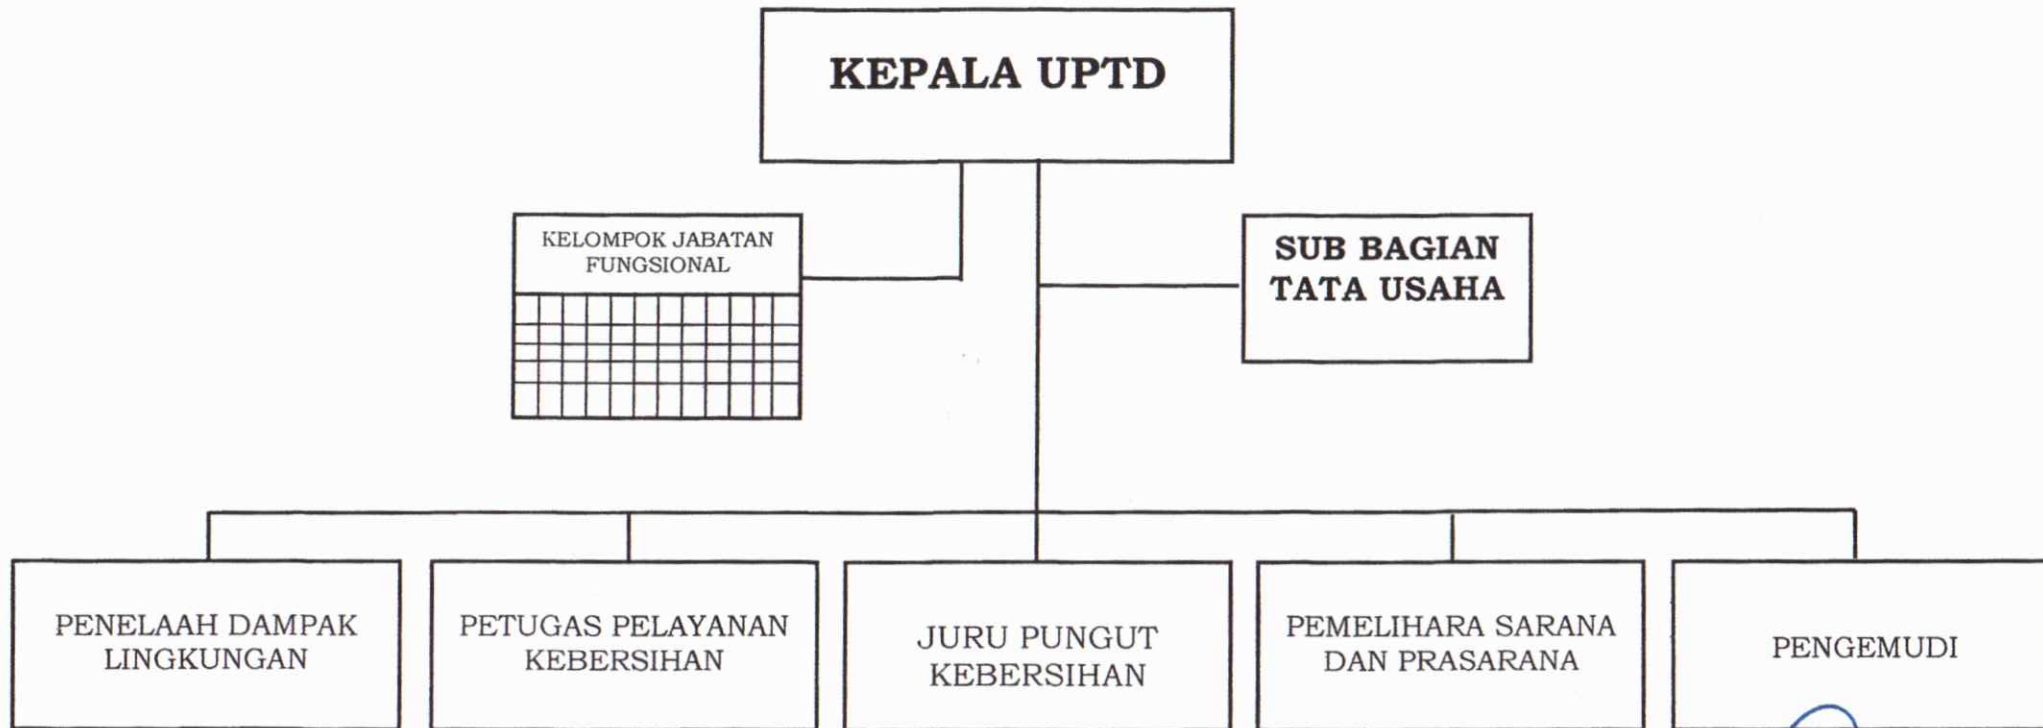 KEPALA UPTD
KELOMPOK JABATAN
FUNGSIONAL
SUB BAGIAN
TATA USAHA
PENELAAH DAMPAK
LINGKUNGAN
PETUGAS PELAYANAN
KEBERSIHAN
JURU PUNGUT
KEBERSIHAN
PEMELIHARA SARANA
DAN PRASARANA
PENGEMUDI